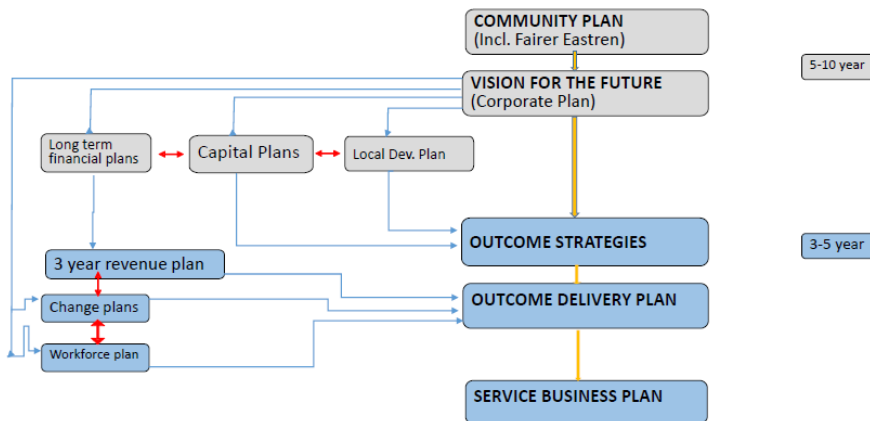 COMMUNITY PLAN
(Incl. Fairer Eastren)
5-10 year
VISION FOR THE FUTURE
(Corporate Plan)
Long term
financial plans
Capital Plans
Local Dev. Plan
OUTCOME STRATEGIES
3-5 year
3 year revenue plan
OUTCOME DELIVERY PLAN
Change plans
Workforce plan
SERVICE BUSINESS PLAN